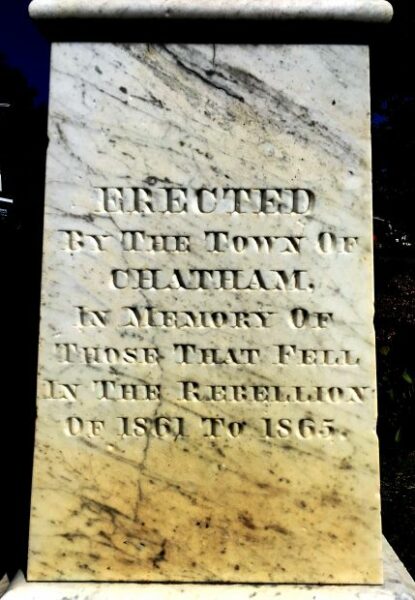 ERECTED
BY THE TOWN OF
CHATHAM,
IN MEMORY OF
THOSE THAT FELL
IN THE REBELLION
OF 1861 TO 1865.